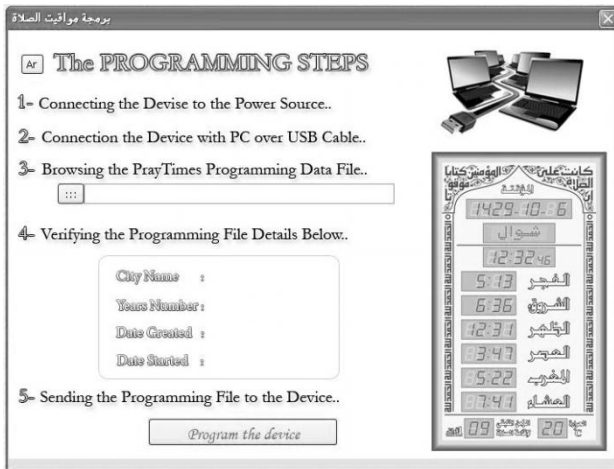 برمجة مواقيت الصلاة
Ar The PROGRAMMING STEPS
1- Connecting the Devise to the Power Source..
2- Connection the Device with PC over USB Cable..
3- Browsing the PrayTimes Programming Data File..
:::
4- Verifying the Programming File Details Below..
City Name :
Years Number :
Date Created :
Date Started :
5- Sending the Programming File to the Device..
Program the device
1429-10-6
شوال
12:32 46
5:13 الفجر
6:36 الشروق
12:31 الظهر
3:47 العصر
5:22 المغرب
7:41 العشاء
09
20